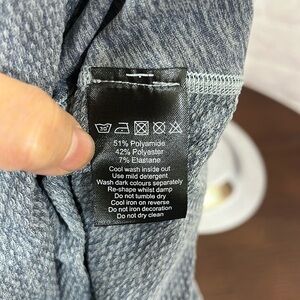 51% Polyamide
42% Polyester
7% Elastane
Cool wash inside out
Use mild detergent
Wash dark colours separately
Re-shape whist damp
Do not tumble dry
Cool iron on reverse
Do not iron decoration
Do not dry clean